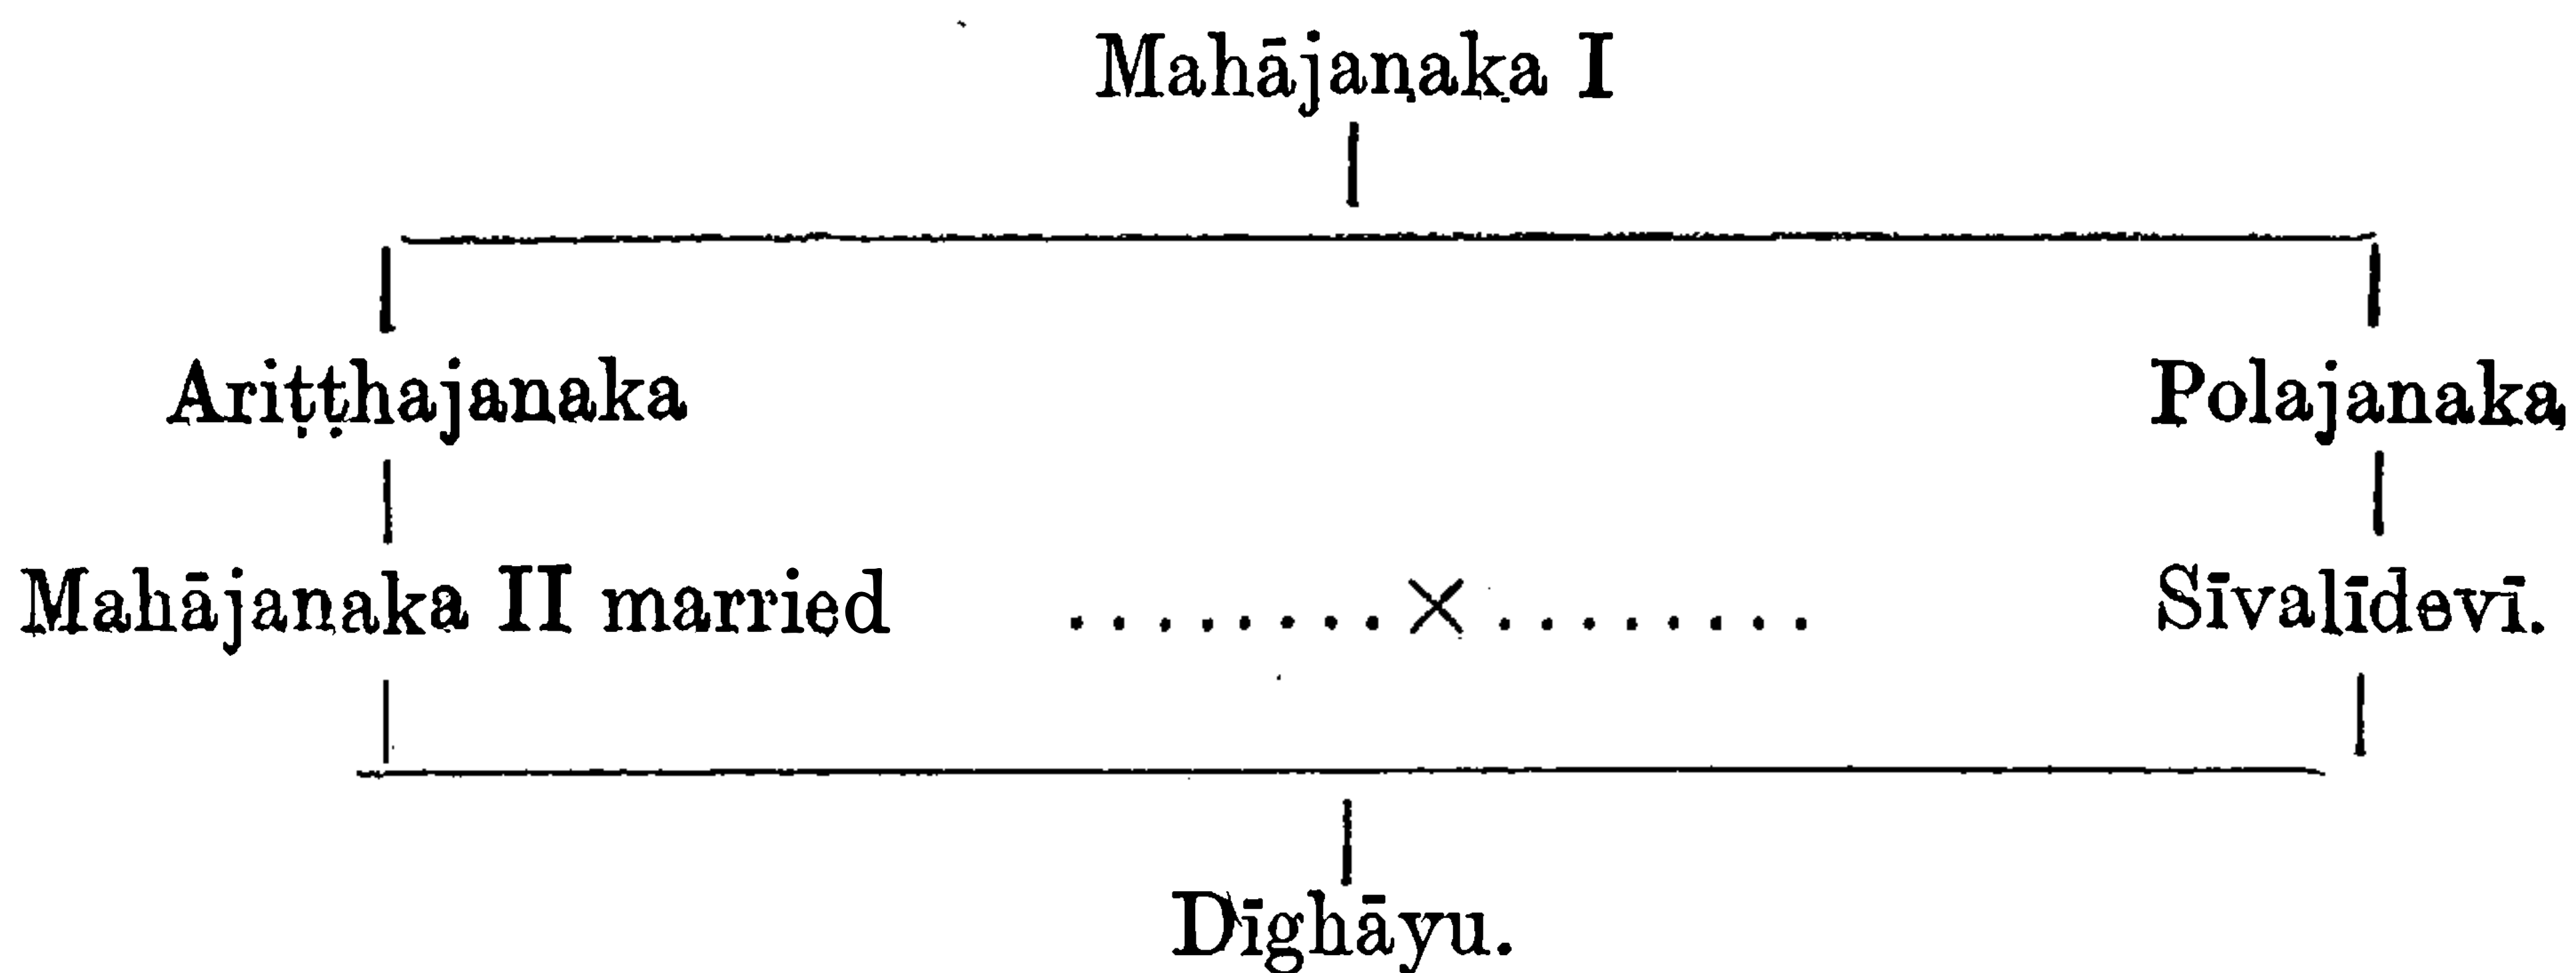 Mahājanaka I
Ariṭṭhajanaka Polajanaka
Mahājanaka II married ........×........ Sīvalīdevī.
Dīghāyu.